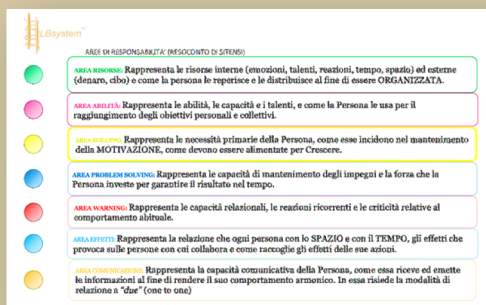 LBsystem™
AREE DI RESPONSABILITA' (RESOCONTO DI SINTESI)
AREA RISORSE: Rappresenta le risorse interne (emozioni, talenti, reazioni, tempo, spazio) ed esterne
(denaro, cibo) e come la persona le reperisce e le distribuisce al fine di essere ORGANIZZATA.
AREA ABILITÀ: Rappresenta le abilità, le capacità e i talenti, e come la Persona le usa per il
raggiungimento degli obiettivi personali e collettivi.
AREA SVILUPPO: Rappresenta le necessità primarie della Persona, come esse incidono nel mantenimento
della MOTIVAZIONE, come devono essere alimentate per Crescere.
AREA PROBLEM SOLVING: Rappresenta le capacità di mantenimento degli impegni e la forza che la
Persona investe per garantire il risultato nel tempo.
AREA WARNING: Rappresenta le capacità relazionali, le reazioni ricorrenti e le criticità relative al
comportamento abituale.
AREA EFFETTI: Rappresenta la relazione che ogni persona con lo SPAZIO e con il TEMPO, gli effetti che
provoca sulle persone con cui collabora e come raccoglie gli effetti delle sue azioni.
AREA COMUNICAZIONE: Rappresenta la capacità comunicativa della Persona, come essa riceve ed emette
le informazioni al fine di rendere il suo comportamento armonico. In essa risiede la modalità di
relazione a "due" (one to one)